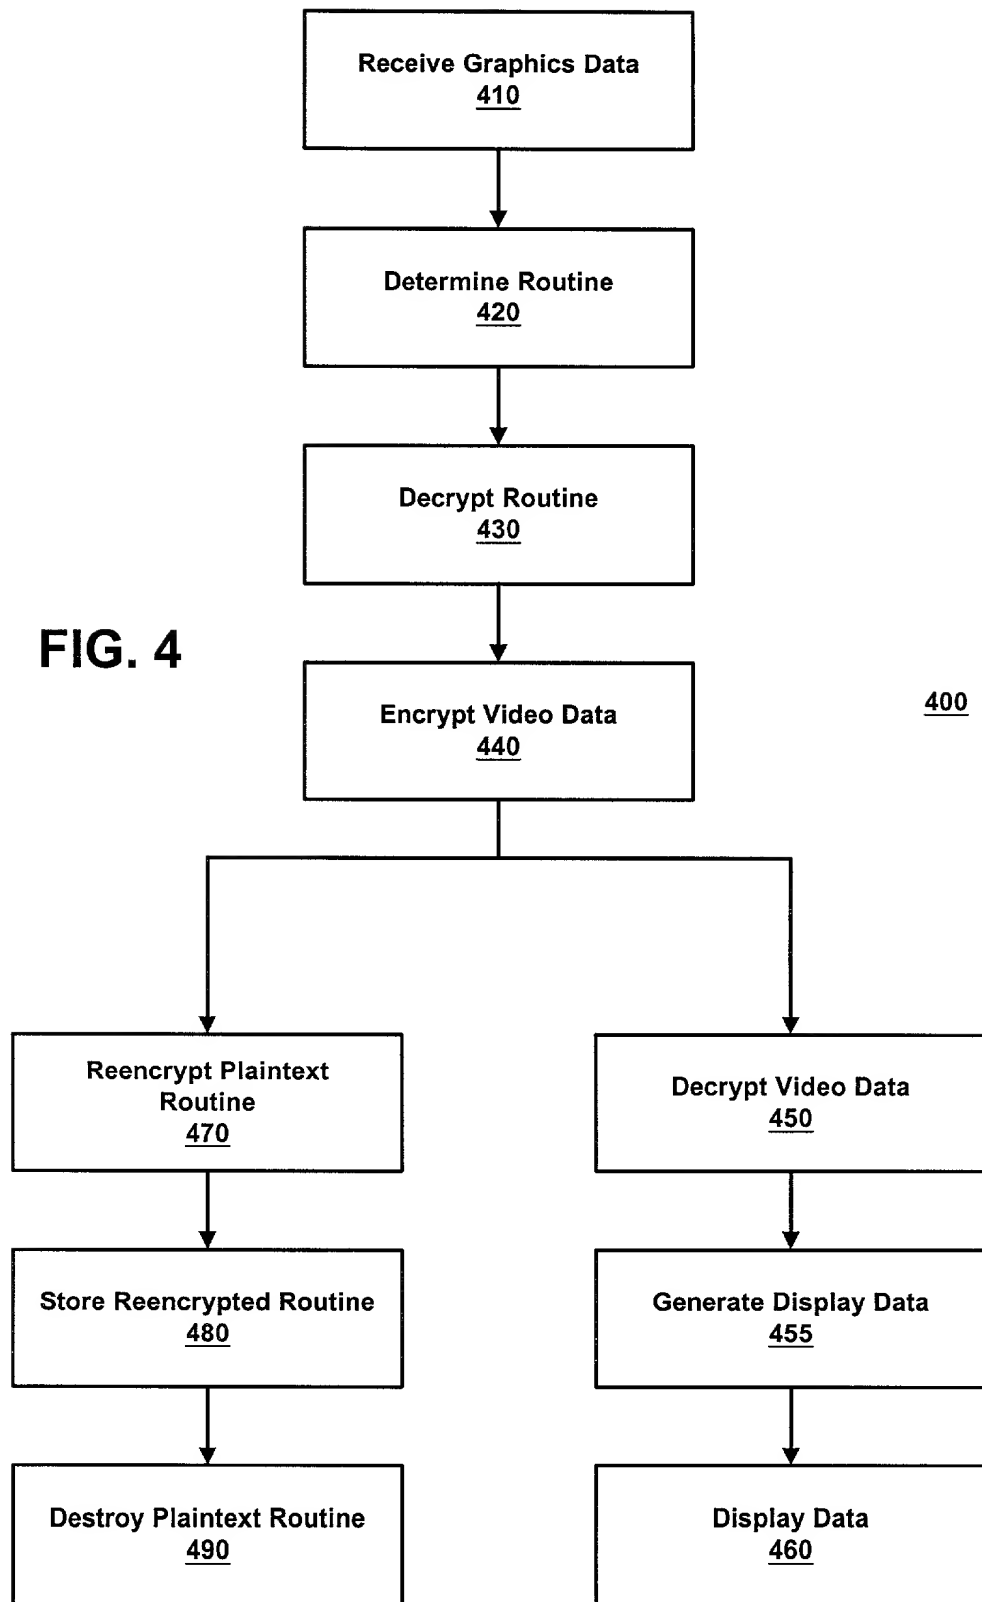 Receive Graphics Data
410
Determine Routine
420
Decrypt Routine
430
FIG. 4
Encrypt Video Data
440
400
Reencrypt Plaintext
Routine
470
Decrypt Video Data
450
Store Reencrypted Routine
480
Generate Display Data
455
Destroy Plaintext Routine
490
Display Data
460